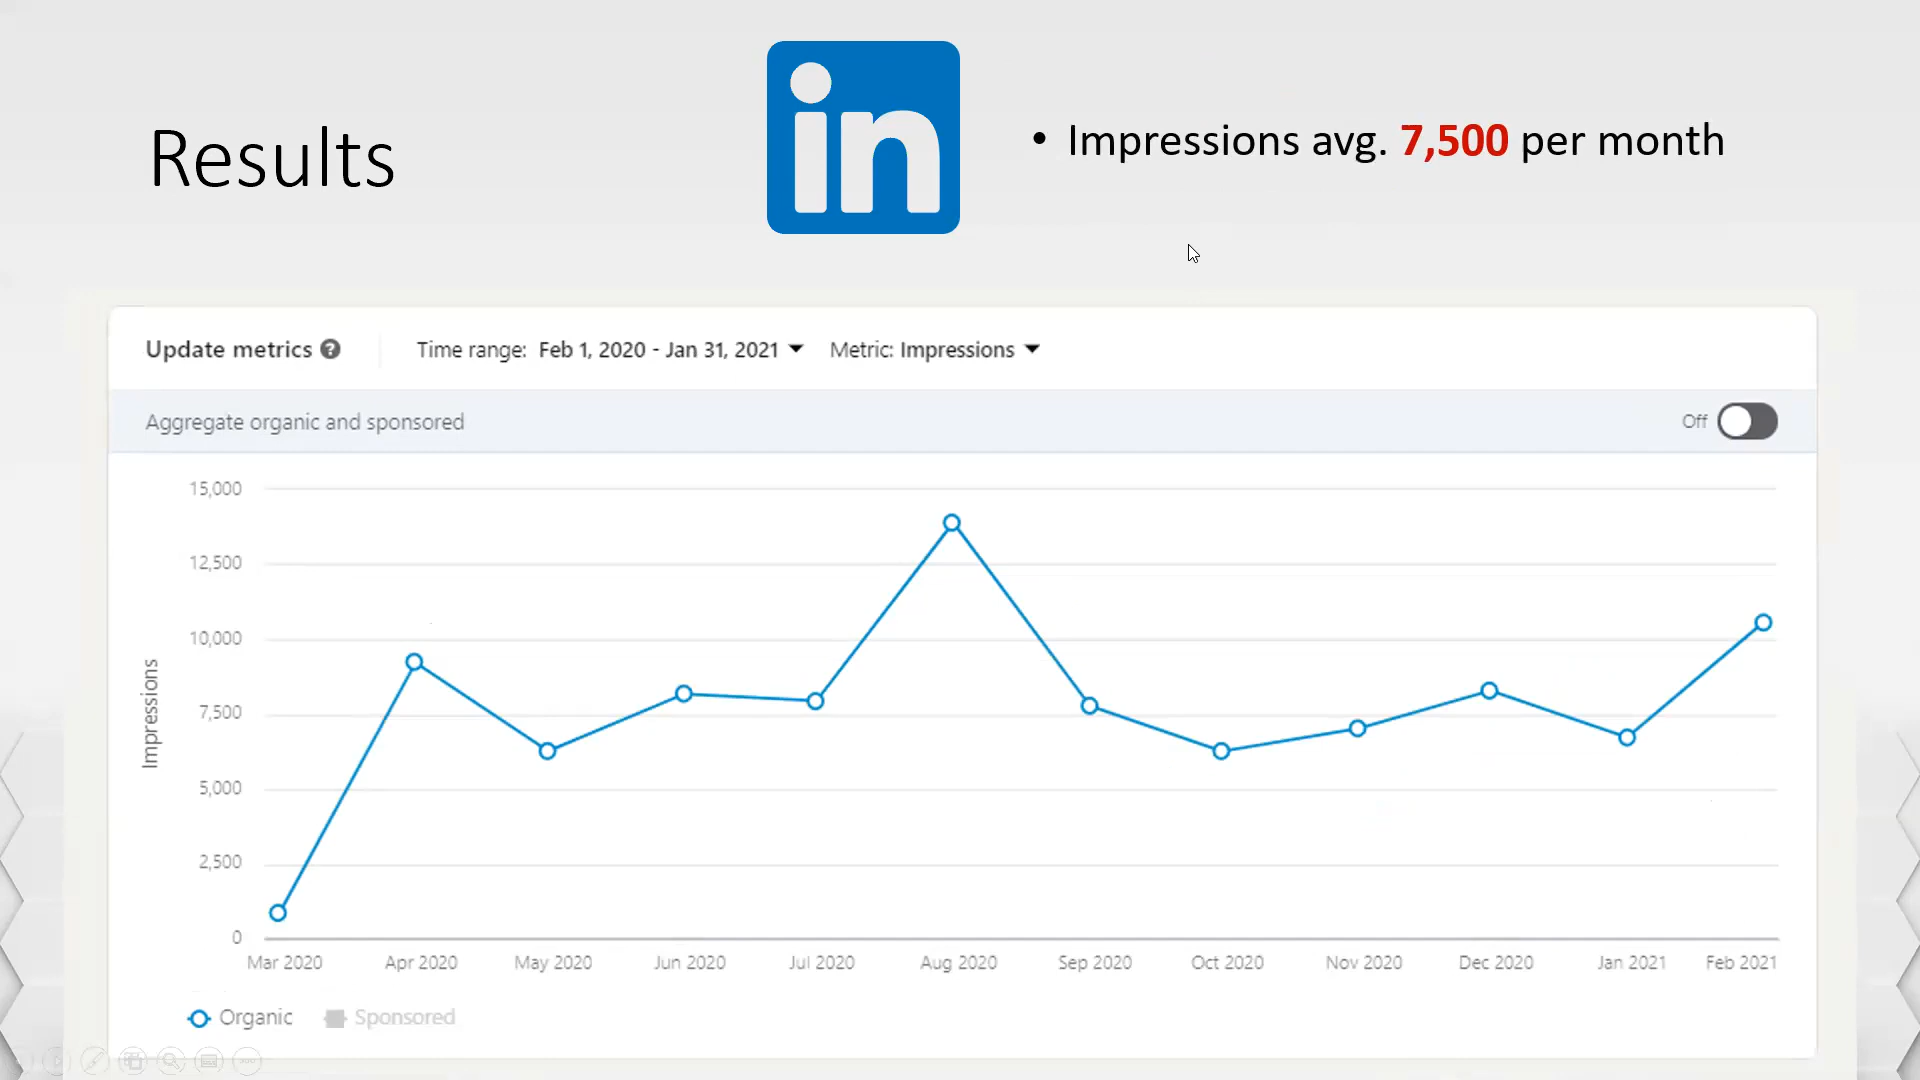 Results
in
• Impressions avg. 7,500 per month
Update metrics ?
Time range: Feb 1, 2020 - Jan 31, 2021
Metric: Impressions
Aggregate organic and sponsored
Off
15,000
12,500
10,000
7,500
5,000
2,500
0
Impressions
Mar 2020 Apr 2020 May 2020 Jun 2020 Jul 2020 Aug 2020 Sep 2020 Oct 2020 Nov 2020 Dec 2020 Jan 2021 Feb 2021
Organic Sponsored